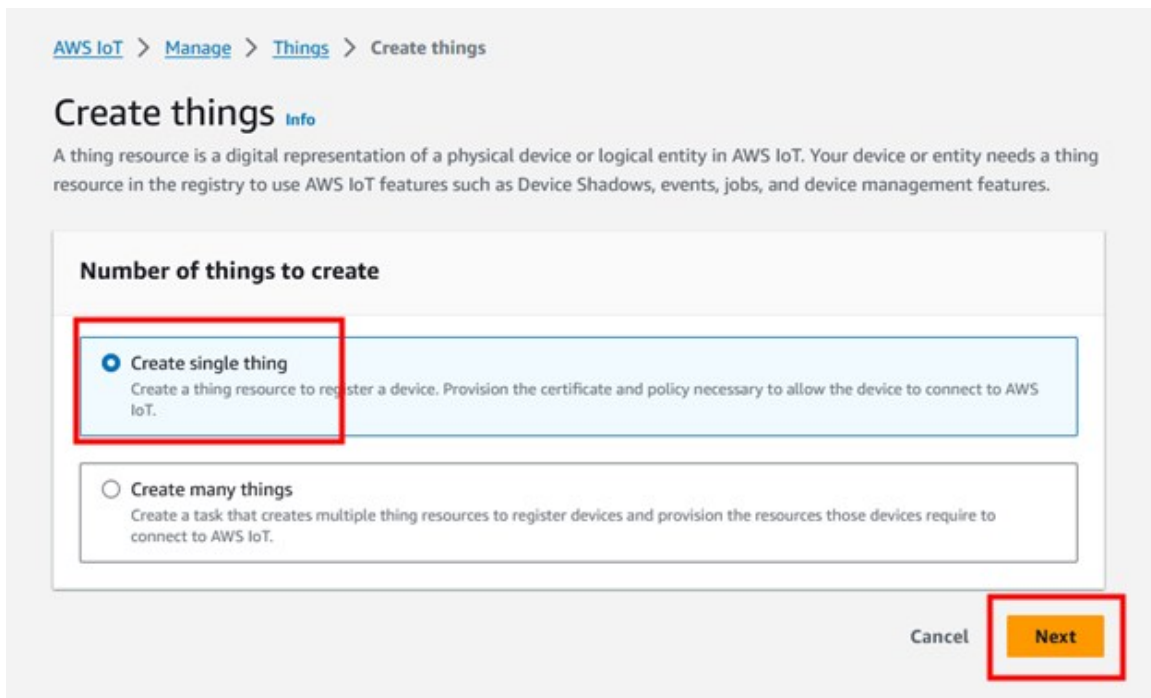 AWS IoT > Manage > Things > Create things
Create things Info
A thing resource is a digital representation of a physical device or logical entity in AWS IoT. Your device or entity needs a thing
resource in the registry to use AWS IoT features such as Device Shadows, events, jobs, and device management features.
Number of things to create
Create single thing
Create a thing resource to register a device. Provision the certificate and policy necessary to allow the device to connect to AWS
IoT.
Create many things
Create a task that creates multiple thing resources to register devices and provision the resources those devices require to
connect to AWS IoT.
Cancel Next